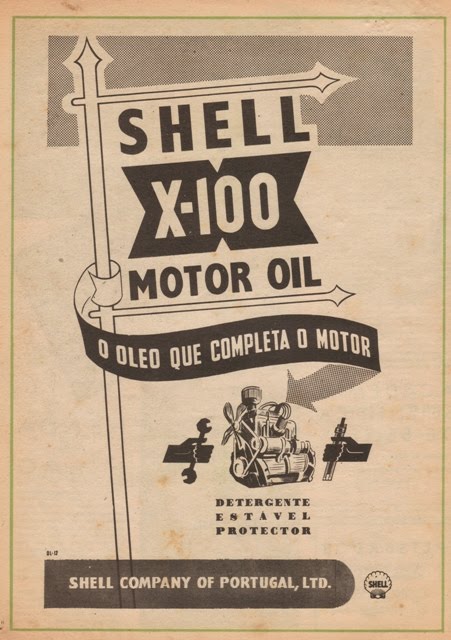 SHELL
X-100
MOTOR OIL
O OLEO QUE COMPLETA O MOTOR
DETERGENTE
ESTÁVEL
PROTECTOR
SHELL COMPANY OF PORTUGAL, LTD.
SHELL